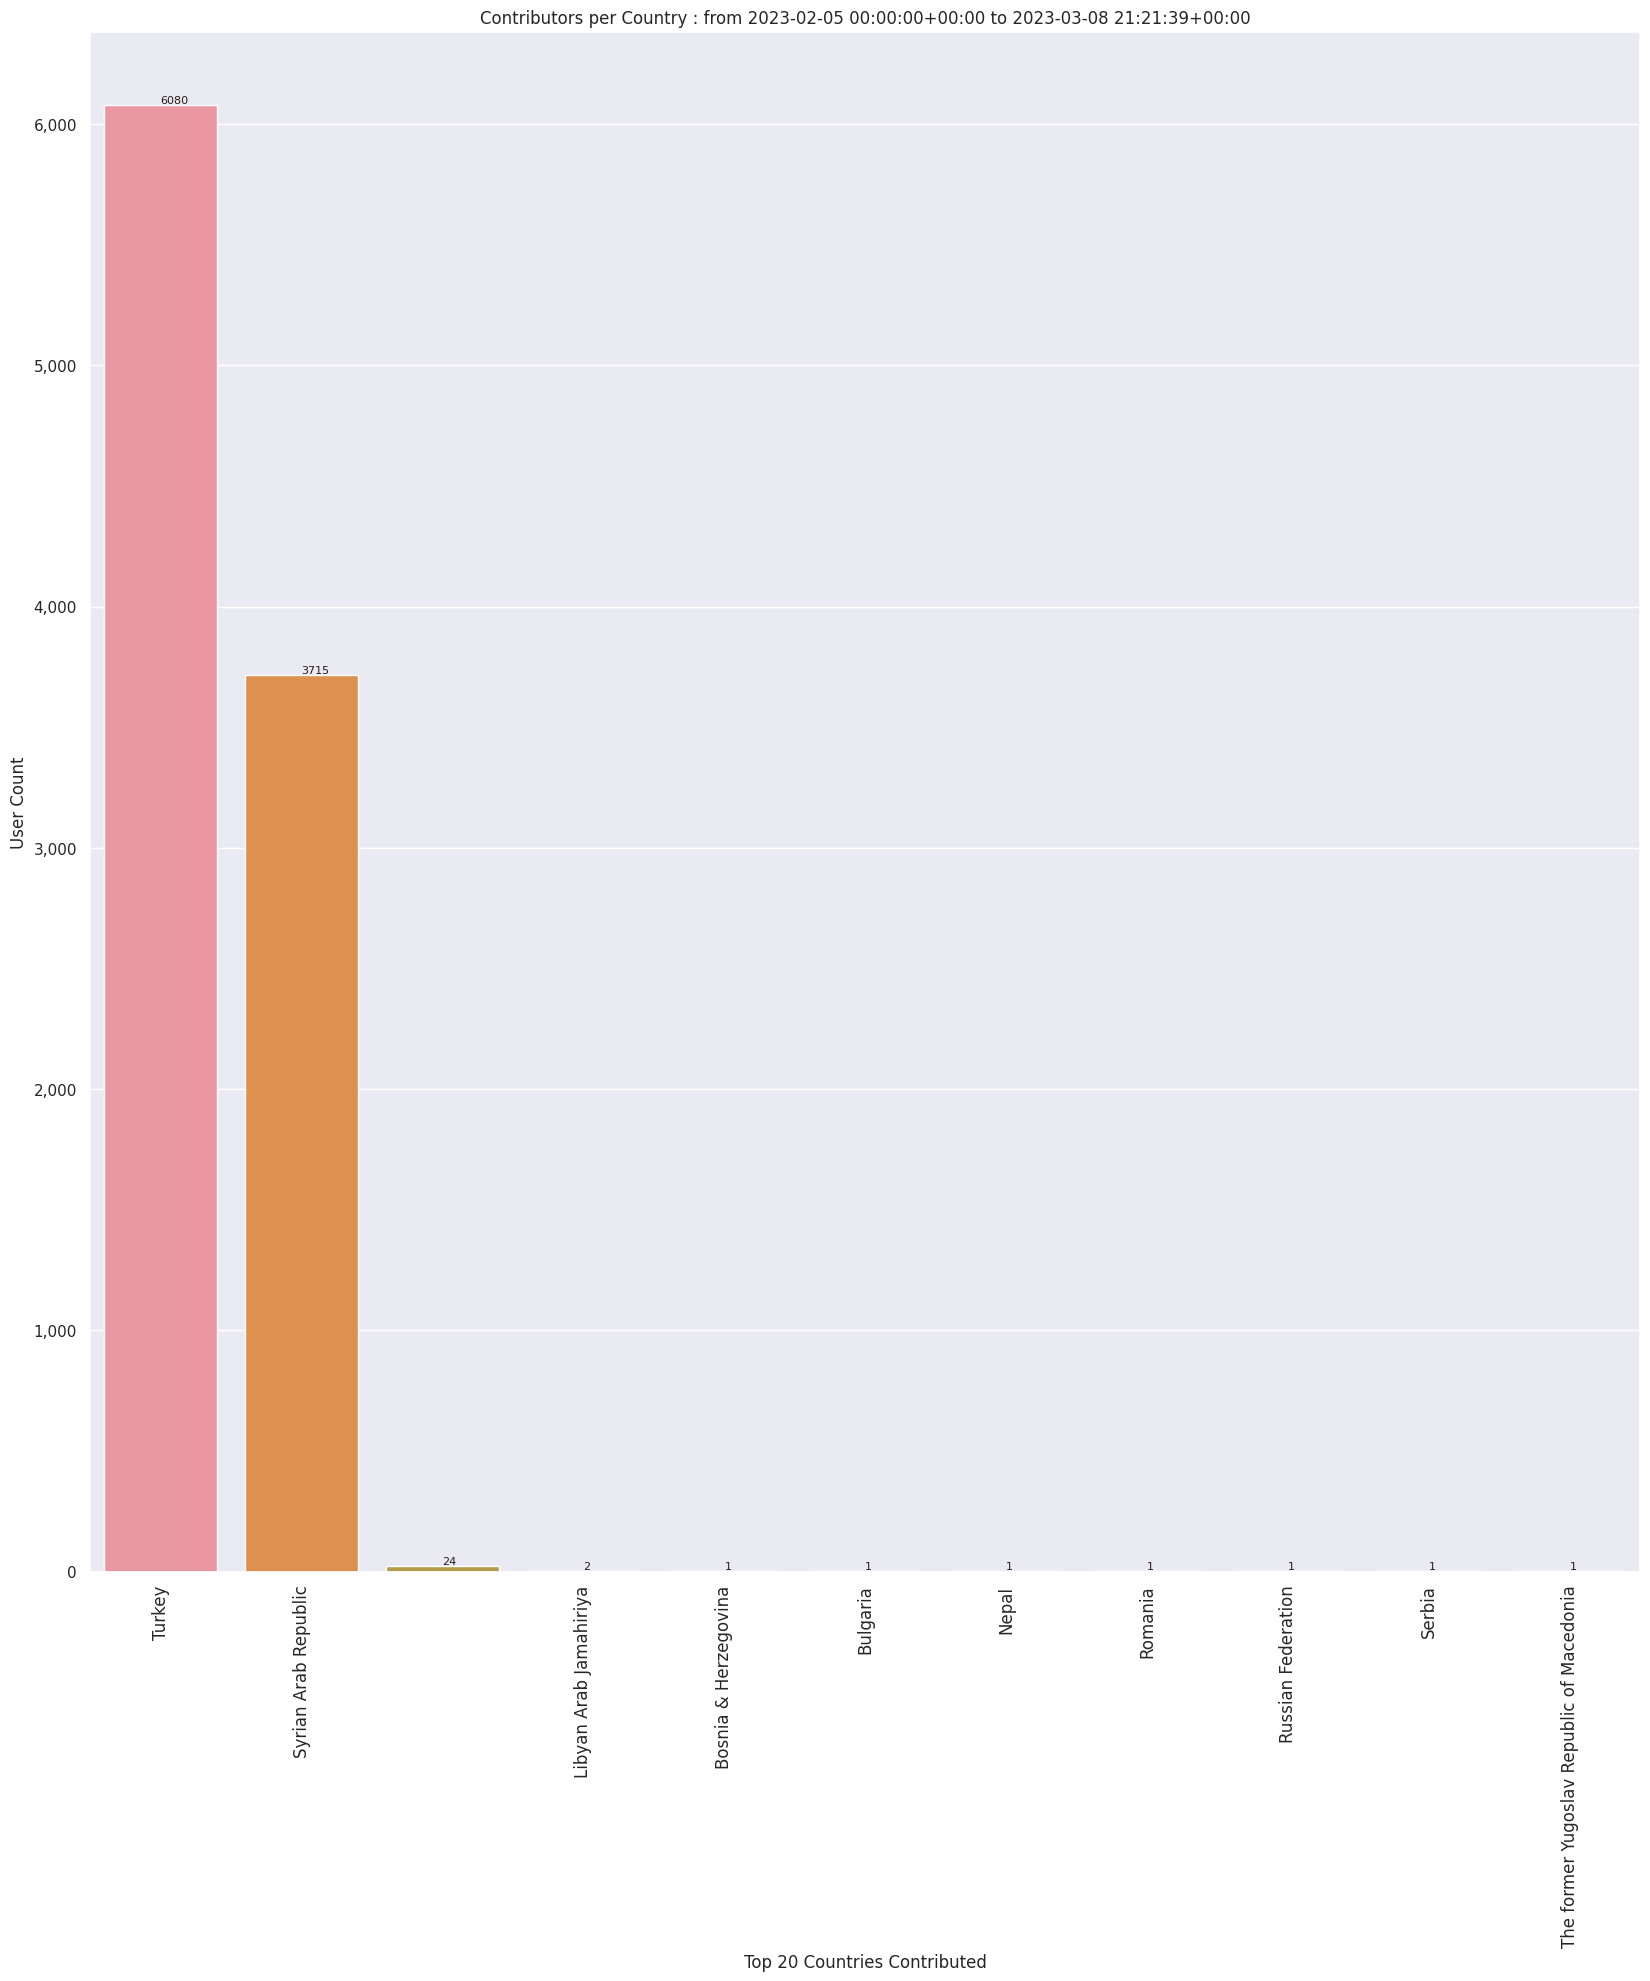 Contributors per Country : from 2023-02-05 00:00:00+00:00 to 2023-03-08 21:21:39+00:00
6080
6,000
5,000
4,000
3715
User Count
3,000
2,000
1,000
24
2
1
1
1
1
1
1
1
0
Turkey
Syrian Arab Republic
Libyan Arab Jamahiriya
Bosnia & Herzegovina
Bulgaria
Nepal
Romania
Russian Federation
Serbia
The former Yugoslav Republic of Macedonia
Top 20 Countries Contributed